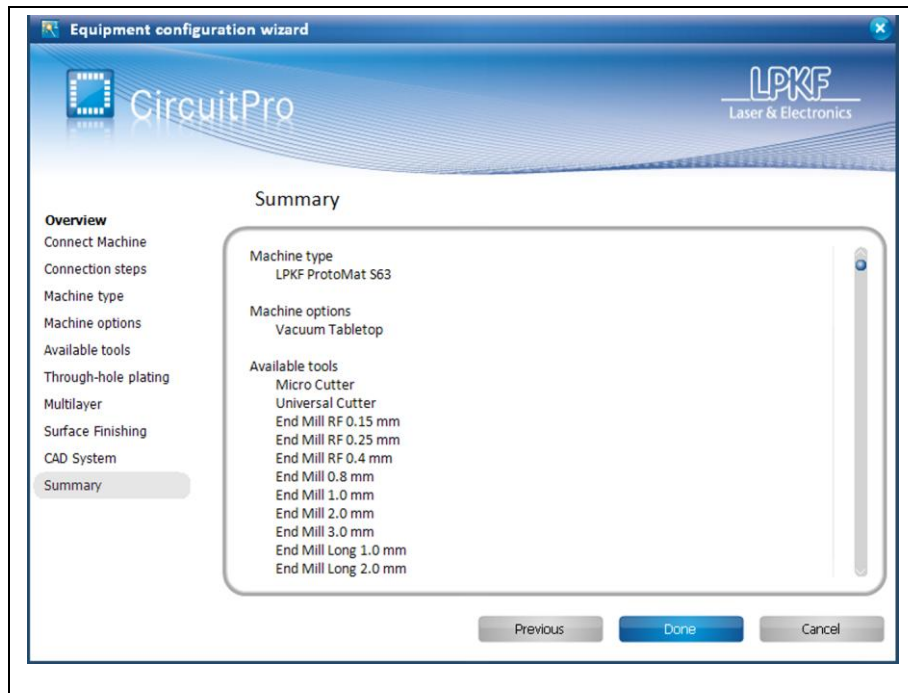 Equipment configuration wizard
CircuitPro
LPKF
Laser & Electronics
Summary
Overview
Connect Machine
Connection steps
Machine type
Machine options
Available tools
Through-hole plating
Multilayer
Surface Finishing
CAD System
Summary
Machine type
LPKF ProtoMat S63
Machine options
Vacuum Tabletop
Available tools
Micro Cutter
Universal Cutter
End Mill RF 0.15 mm
End Mill RF 0.25 mm
End Mill RF 0.4 mm
End Mill 0.8 mm
End Mill 1.0 mm
End Mill 2.0 mm
End Mill 3.0 mm
End Mill Long 1.0 mm
End Mill Long 2.0 mm
Previous
Done
Cancel